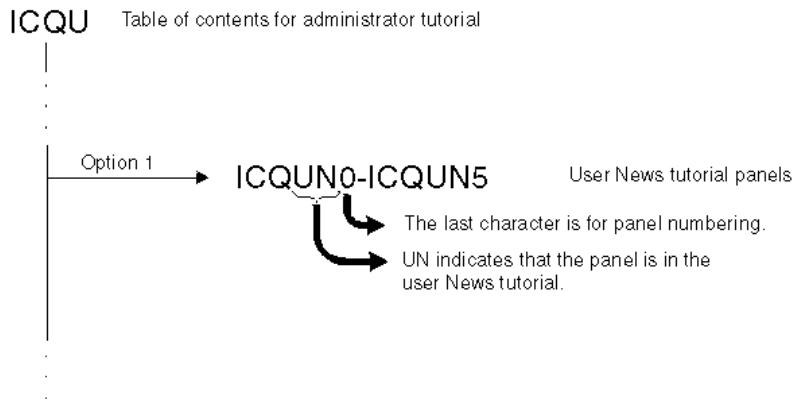 ICQU Table of contents for administrator tutorial
Option 1
ICQUN0-ICQUN5 User News tutorial panels
The last character is for panel numbering.
UN indicates that the panel is in the
user News tutorial.